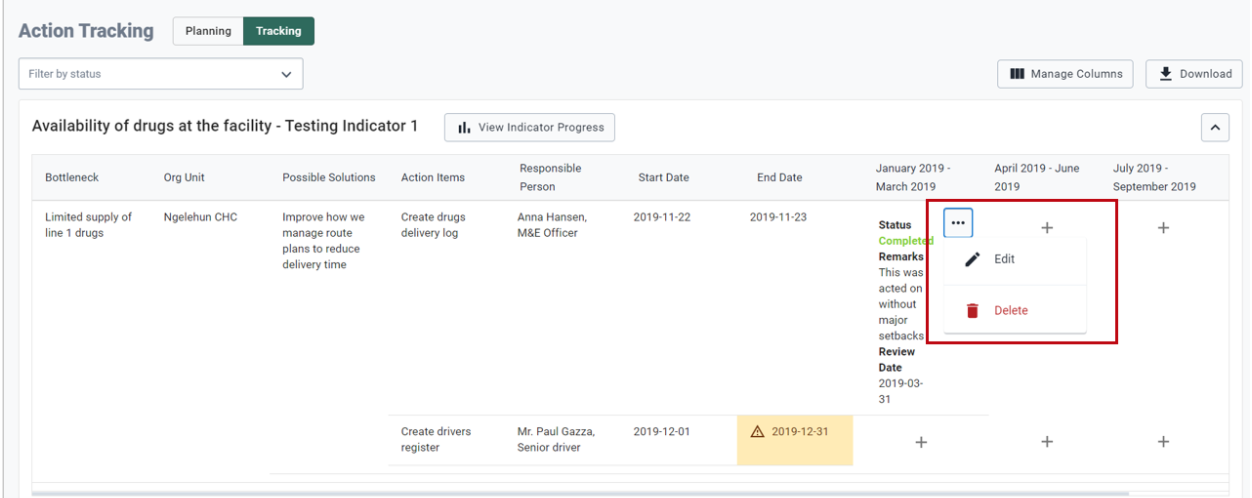 Action Tracking
Planning
Tracking
Filter by status
Manage Columns
Download
Availability of drugs at the facility - Testing Indicator 1
View Indicator Progress
Bottleneck
Org Unit
Possible Solutions
Action Items
Responsible
Person
Start Date
End Date
January 2019 -
March 2019
April 2019 - June
2019
July 2019 -
September 2019
Limited supply of
line 1 drugs
Ngelehun CHC
Improve how we
manage route
plans to reduce
delivery time
Create drugs
delivery log
Anna Hansen,
M&E Officer
2019-11-22
2019-11-23
Status
Completed
Remarks
This was
acted on
without
major
setbacks
Review
Date
2019-03-
31
Edit
Delete
Create drivers
register
Mr. Paul Gazza,
Senior driver
2019-12-01
2019-12-31